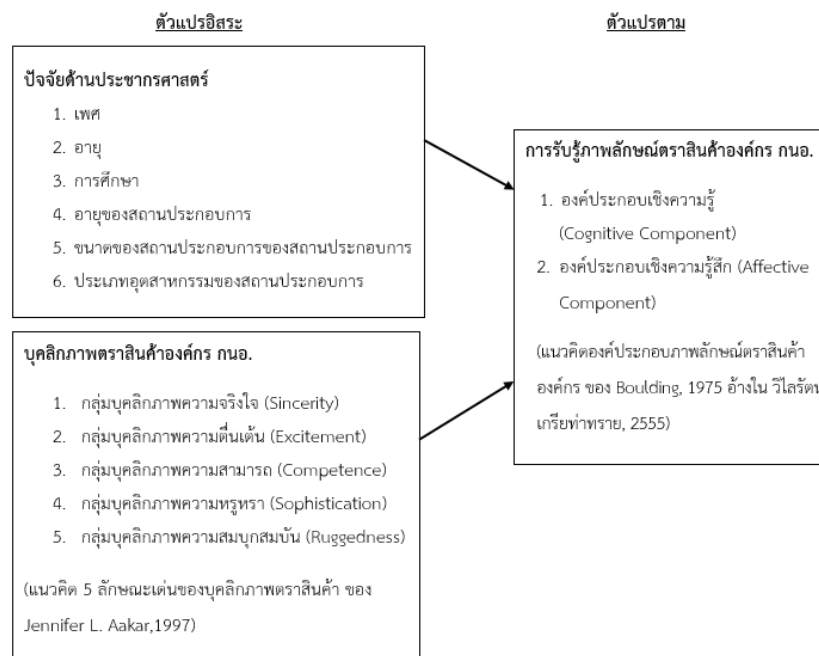 ตัวแปรอิสระ
ตัวแปรตาม
ปัจจัยด้านประชากรศาสตร์
1. เพศ
2. อายุ
3. การศึกษา
4. อายุของสถานประกอบการ
5. ขนาดของสถานประกอบการของสถานประกอบการ
6. ประเภทอุตสาหกรรมของสถานประกอบการ
บุคลิกภาพตราสินค้าองค์กร กนอ.
1. กลุ่มบุคลิกภาพความจริงใจ (Sincerity)
2. กลุ่มบุคลิกภาพความตื่นเต้น (Excitement)
3. กลุ่มบุคลิกภาพความสามารถ (Competence)
4. กลุ่มบุคลิกภาพความหรูหรา (Sophistication)
5. กลุ่มบุคลิกภาพความสมบุกสมบัน (Ruggedness)
(แนวคิด 5 ลักษณะเด่นของบุคลิกภาพตราสินค้า ของ
Jennifer L. Aakar,1997)
การรับรู้ภาพลักษณ์ตราสินค้าองค์กร กนอ.
1. องค์ประกอบเชิงความรู้
(Cognitive Component)
2. องค์ประกอบเชิงความรู้สึก (Affective
Component)
(แนวคิดองค์ประกอบภาพลักษณ์ตราสินค้า
องค์กร ของ Boulding, 1975 อ้างใน วิไลรัตน
เกรียท่าทราย, 2555)